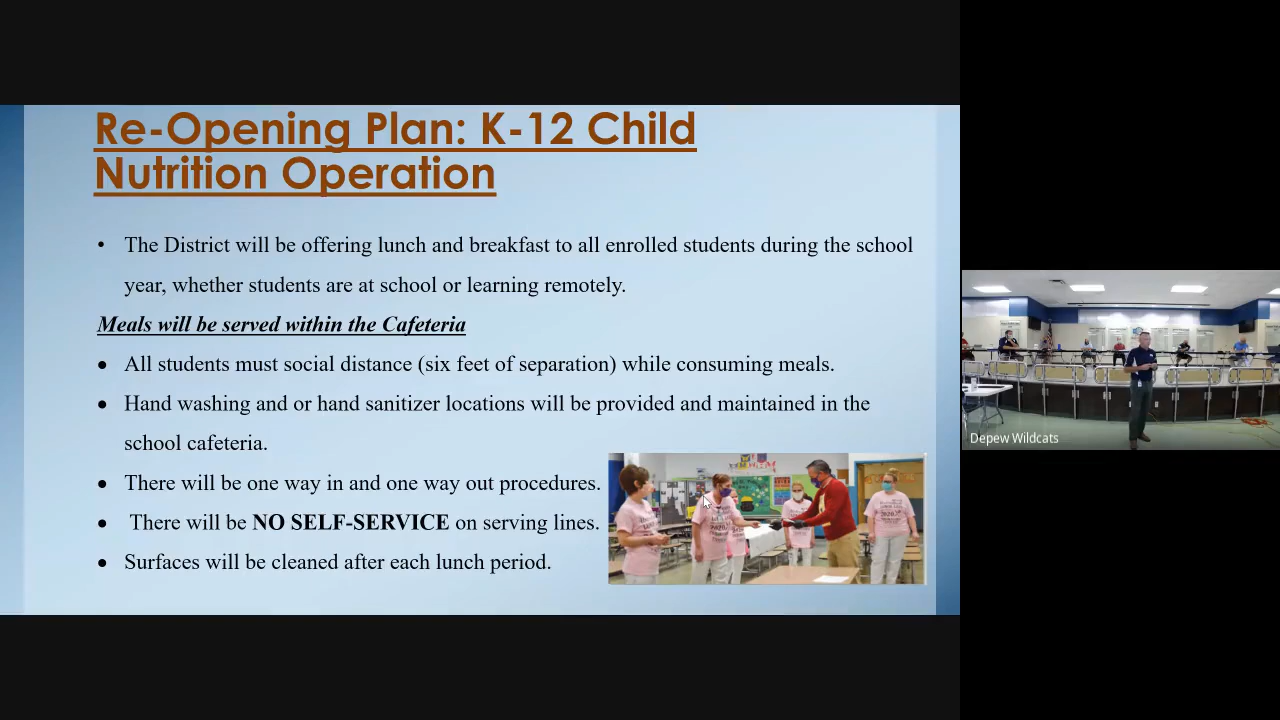 Re-Opening Plan: K-12 Child
Nutrition Operation
• The District will be offering lunch and breakfast to all enrolled students during the school
year, whether students are at school or learning remotely.
Meals will be served within the Cafeteria
• All students must social distance (six feet of separation) while consuming meals.
• Hand washing and or hand sanitizer locations will be provided and maintained in the
school cafeteria.
• There will be one way in and one way out procedures.
• There will be NO SELF-SERVICE on serving lines.
• Surfaces will be cleaned after each lunch period.
Depew Wildcats